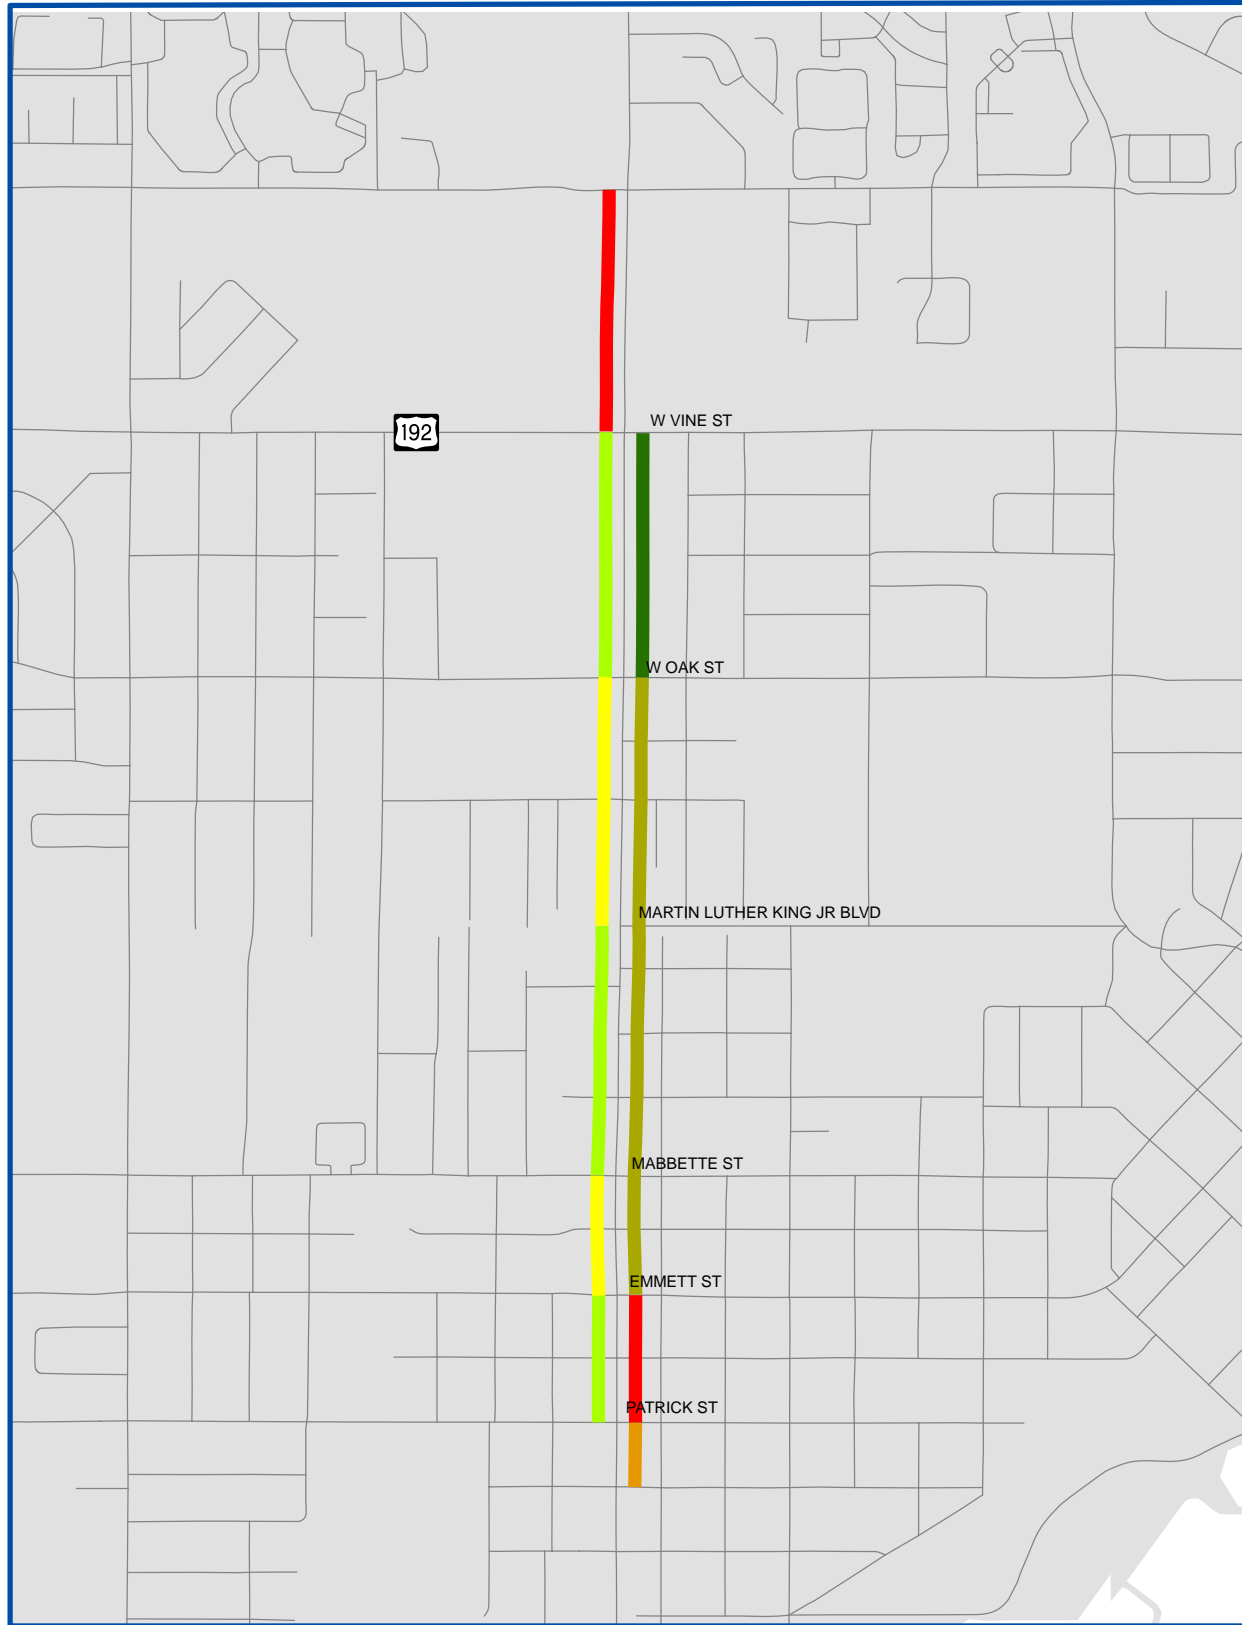 W VINE ST
192
W OAK ST
MARTIN LUTHER KING JR BLVD
MABBETTE ST
EMMETT ST
PATRICK ST